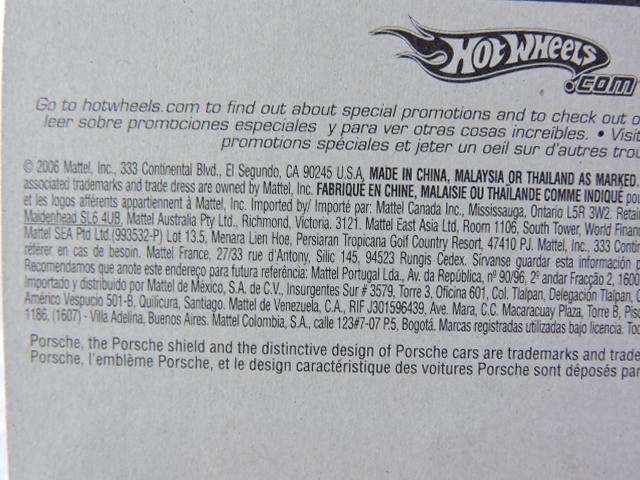 HOT WHEELS
.com
Go to hotwheels.com to find out about special promotions and to check out o
leer sobre promociones especiales y para ver otras cosas increíbles. • Visit
promotions spéciales et jeter un oeil sur d'autres trou
© 2006 Mattel, Inc., 333 Continental Blvd., El Segundo, CA 90245 U.S.A. MADE IN CHINA, MALAYSIA OR THAILAND AS MARKED.
associated trademarks and trade dress are owned by Mattel, Inc. FABRIQUÉ EN CHINE, MALAISIE OU THAÏLANDE COMME INDIQUÉ pou
et les logos afférents appartiennent à Mattel, Inc. Imported by/ Importé par: Mattel Canada Inc., Mississauga, Ontario L5R 3W2. Retai
Maidenhead SL6 4UB. Mattel Australia Pty Ltd., Richmond, Victoria. 3121. Mattel East Asia Ltd, Room 1106, South Tower, World Financ
Mattel SEA Ptd Ltd.(993532-P) Lot 13.5, Menara Lien Hoe, Persiaran Tropicana Golf Country Resort, 47410 PJ. Mattel, Inc., 333 Contin
référer en cas de besoin. Mattel France, 27/33 rue d'Antony, Silic 145, 94523 Rungis Cedex. Sírvanse guardar esta información p
Recomendamos que anote este endereço para futura referência: Mattel Portugal Lda., Av. da República, nº 90/96, 2º andar Fracção 2, 1600
Importado y distribuido por Mattel de México, S.A. de C.V., Insurgentes Sur # 3579, Torre 3, Oficina 601, Col. Tlalpan, Delegación Tlalpan,
Américo Vespucio 501-B, Quilicura, Santiago. Mattel de Venezuela, C.A., RIF J301596439, Ave. Mara, C.C. Macaracuay Plaza, Torre B, Piso
1186, (1607) - Villa Adelina, Buenos Aires. Mattel Colombia, S.A., calle 123#7-07 P.5, Bogotá. Marcas registradas utilizadas bajo licencia. Tod
Porsche, the Porsche shield and the distinctive design of Porsche cars are trademarks and trade
Porsche, l'emblème Porsche, et le design caractéristique des voitures Porsche sont déposés par